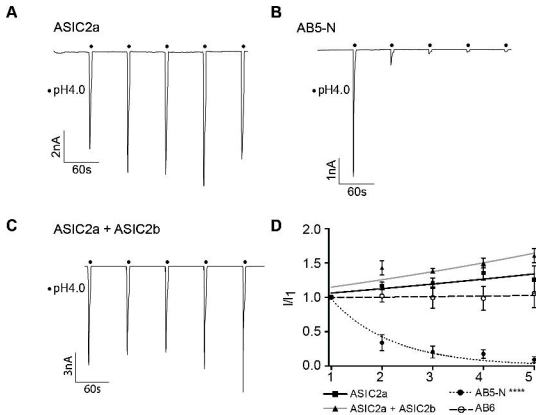 A
ASIC2a
• pH4.0
2nA
60s
B
AB5-N
• pH4.0
1nA
60s
C
ASIC2a + ASIC2b
• pH4.0
3nA
60s
D
I/I1
2.0
1.5
1.0
0.5
0.0
1 2 3 4 5
ASIC2a AB5-N ****
ASIC2a + ASIC2b AB6